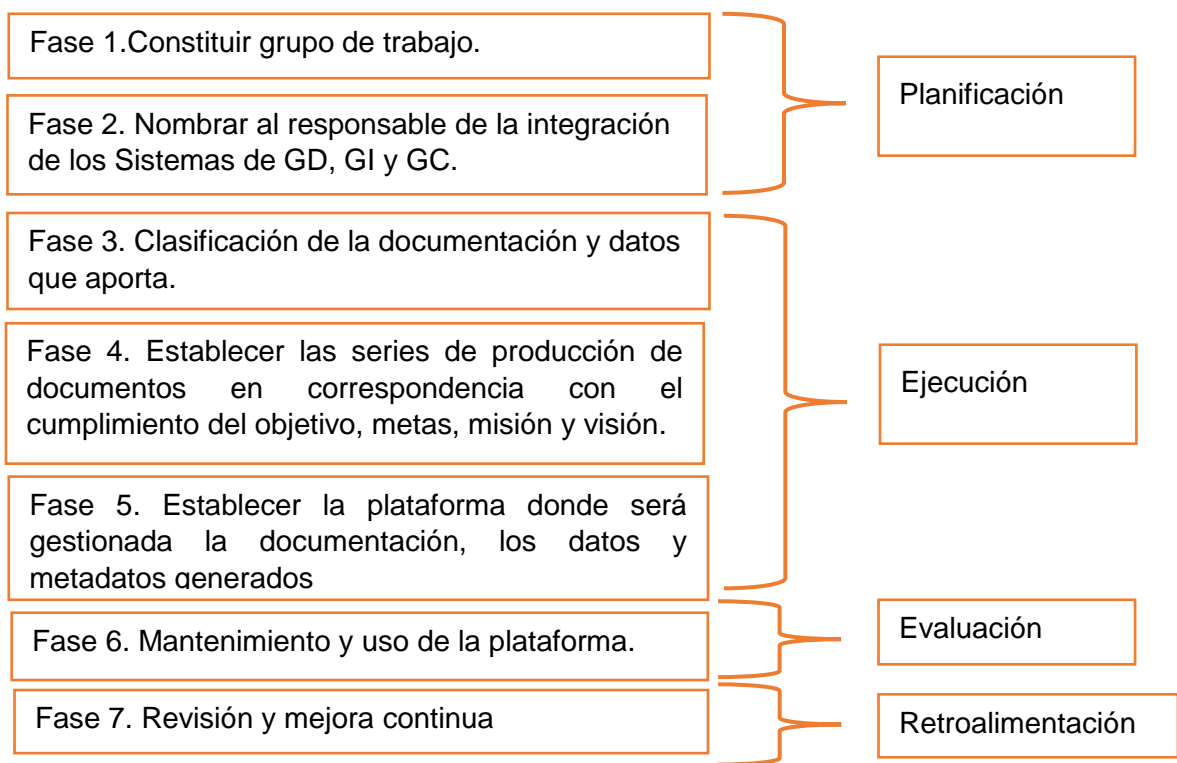 Fase 1.Constituir grupo de trabajo.
Fase 2. Nombrar al responsable de la integración
de los Sistemas de GD, GI y GC.
Planificación
Fase 3. Clasificación de la documentación y datos
que aporta.
Fase 4. Establecer las series de producción de
documentos en correspondencia con el
cumplimiento del objetivo, metas, misión y visión.
Fase 5. Establecer la plataforma donde será
gestionada la documentación, los datos y
metadatos generados
Ejecución
Fase 6. Mantenimiento y uso de la plataforma.
Evaluación
Fase 7. Revisión y mejora continua
Retroalimentación